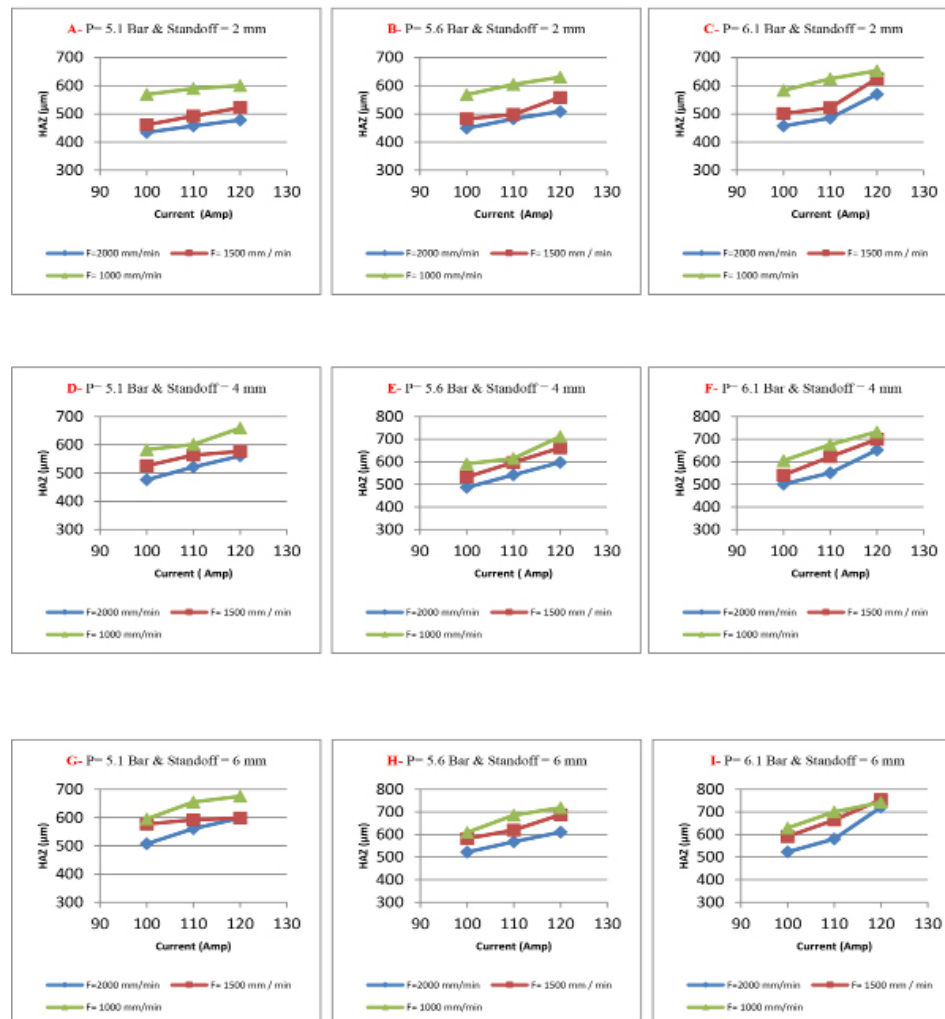 A- P= 5.1 Bar & Standoff = 2 mm
HAZ (µm)
700
600
500
400
300
90 100 110 120 130
Current (Amp)
F=2000 mm/min F= 1500 mm / min
F= 1000 mm/min
B- P= 5.6 Bar & Standoff = 2 mm
HAZ (µm)
700
600
500
400
300
90 100 110 120 130
Current (Amp)
F=2000 mm/min F= 1500 mm / min
F= 1000 mm/min
C- P= 6.1 Bar & Standoff = 2 mm
HAZ (µm)
700
600
500
400
300
90 100 110 120 130
Current (Amp)
F=2000 mm/min F= 1500 mm / min
F= 1000 mm/min
D- P= 5.1 Bar & Standoff = 4 mm
HAZ (µm)
700
600
500
400
300
90 100 110 120 130
Current ( Amp)
F=2000 mm/min F= 1500 mm / min
F= 1000 mm/min
E- P= 5.6 Bar & Standoff = 4 mm
HAZ (µm)
800
700
600
500
400
300
90 100 110 120 130
Current ( Amp)
F=2000 mm/min F= 1500 mm / min
F= 1000 mm/min
F- P= 6.1 Bar & Standoff = 4 mm
HAZ (µm)
800
700
600
500
400
300
90 100 110 120 130
Current ( Amp)
F=2000 mm/min F= 1500 mm / min
F= 1000 mm/min
G- P= 5.1 Bar & Standoff = 6 mm
HAZ (µm)
700
600
500
400
300
90 100 110 120 130
Current (Amp)
F=2000 mm/min F= 1500 mm / min
F= 1000 mm/min
H- P= 5.6 Bar & Standoff = 6 mm
HAZ (µm)
800
700
600
500
400
300
90 100 110 120 130
Current (Amp)
F=2000 mm/min F= 1500 mm / min
F= 1000 mm/min
I- P= 6.1 Bar & Standoff = 6 mm
HAZ (µm)
800
700
600
500
400
300
90 100 110 120 130
Current (Amp)
F=2000 mm/min F= 1500 mm / min
F= 1000 mm/min